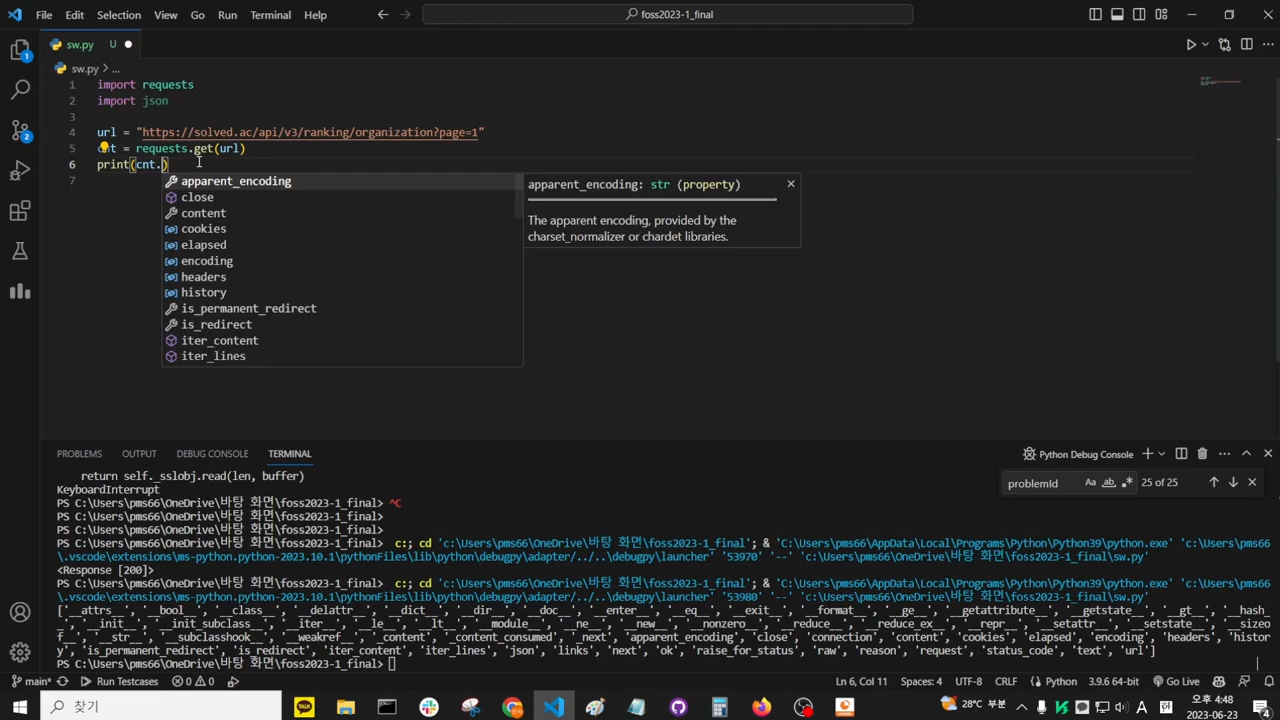 File Edit Selection View Go Run Terminal Help
foss2023-1_final
sw.py U
sw.py > ...
1 import requests
2 import json
3
4 url = "https://solved.ac/api/v3/ranking/organization?page=1"
5 cnt = requests.get(url)
6 print(cnt.)
7
apparent_encoding
close
content
cookies
elapsed
encoding
headers
history
is_permanent_redirect
is_redirect
iter_content
iter_lines
apparent_encoding: str (property)
The apparent encoding, provided by the
charset_normalizer or chardet libraries.
1
2
PROBLEMS OUTPUT DEBUG CONSOLE TERMINAL
Python Debug Console
problemId Aa ab .* 25 of 25
return self._sslobj.read(len, buffer)
KeyboardInterrupt
PS C:\Users\pms66\OneDrive\바탕 화면\foss2023-1_final> ^C
PS C:\Users\pms66\OneDrive\바탕 화면\foss2023-1_final>
PS C:\Users\pms66\OneDrive\바탕 화면\foss2023-1_final>
PS C:\Users\pms66\OneDrive\바탕 화면\foss2023-1_final> c:; cd 'c:\Users\pms66\OneDrive\바탕 화면\foss2023-1_final'; & 'C:\Users\pms66\AppData\Local\Programs\Python\Python39\python.exe' 'c:\Users\pms66
\.vscode\extensions\ms-python.python-2023.10.1\pythonFiles\lib\python\debugpy\adapter/../..\debugpy\launcher' '53970' '--' 'c:\Users\pms66\OneDrive\바탕 화면\foss2023-1_final\sw.py'
<Response [200]>
PS C:\Users\pms66\OneDrive\바탕 화면\foss2023-1_final> c:; cd 'c:\Users\pms66\OneDrive\바탕 화면\foss2023-1_final'; & 'C:\Users\pms66\AppData\Local\Programs\Python\Python39\python.exe' 'c:\Users\pms66
\.vscode\extensions\ms-python.python-2023.10.1\pythonFiles\lib\python\debugpy\adapter/../..\debugpy\launcher' '53980' '--' 'c:\Users\pms66\OneDrive\바탕 화면\foss2023-1_final\sw.py'
['__attrs__', '__bool__', '__class__', '__delattr__', '__dict__', '__dir__', '__doc__', '__enter__', '__eq__', '__exit__', '__format__', '__ge__', '__getattribute__', '__getstate__', '__gt__', '__hash_
_', '__init__', '__init_subclass__', '__iter__', '__le__', '__lt__', '__module__', '__ne__', '__new__', '__nonzero__', '__reduce__', '__reduce_ex__', '__repr__', '__setattr__', '__setstate__', '__sizeo
f__', '__str__', '__subclasshook__', '__weakref__', '_content', '_content_consumed', '_next', 'apparent_encoding', 'close', 'connection', 'content', 'cookies', 'elapsed', 'encoding', 'headers', 'histor
y', 'is_permanent_redirect', 'is_redirect', 'iter_content', 'iter_lines', 'json', 'links', 'next', 'ok', 'raise_for_status', 'raw', 'reason', 'request', 'status_code', 'text', 'url']
PS C:\Users\pms66\OneDrive\바탕 화면\foss2023-1_final>
main* Run Testcases 0 0 Ln 6, Col 11 Spaces: 4 UTF-8 CRLF Python 3.9.6 64-bit Go Live
찾기
TALK
28°C 부분 A 한
오후 4:48
2023-06-23
4